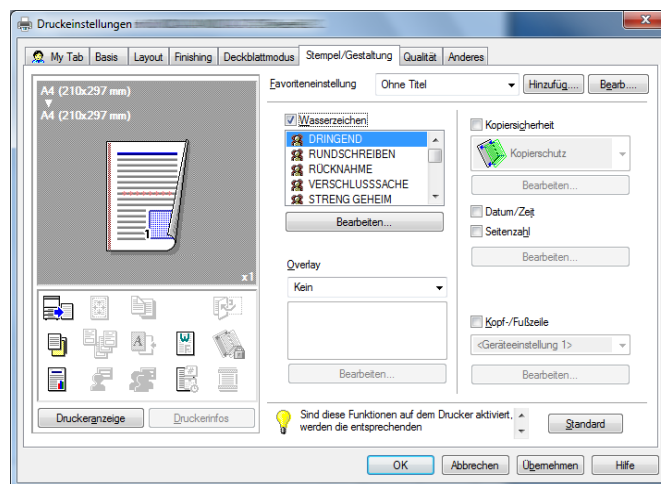 Druckeinstellungen
My Tab Basis Layout Finishing Deckblattmodus Stempel/Gestaltung Qualität Anderes
A4 (210x297 mm)
A4 (210x297 mm)
1
x1
Druckeranzeige Druckerinfos
Favoriteneinstellung Ohne Titel Hinzufüg.... Bearb....
Wasserzeichen
DRINGEND
RUNDSCHREIBEN
RÜCKNAHME
VERSCHLUSSSACHE
STRENG GEHEIM
Bearbeiten...
Overlay
Kein
Bearbeiten...
Kopiersicherheit
Kopierschutz
Bearbeiten...
Datum/Zeit
Seitenzahl
Bearbeiten...
Kopf-/Fußzeile
<Geräteeinstellung 1>
Bearbeiten...
Sind diese Funktionen auf dem Drucker aktiviert,
werden die entsprechenden
Standard
OK Abbrechen Übernehmen Hilfe